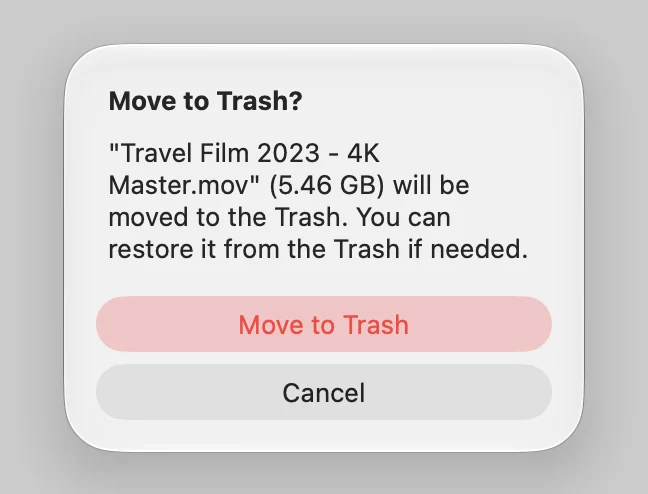 Move to Trash?
"Travel Film 2023 - 4K
Master.mov" (5.46 GB) will be
moved to the Trash. You can
restore it from the Trash if needed.
Move to Trash
Cancel